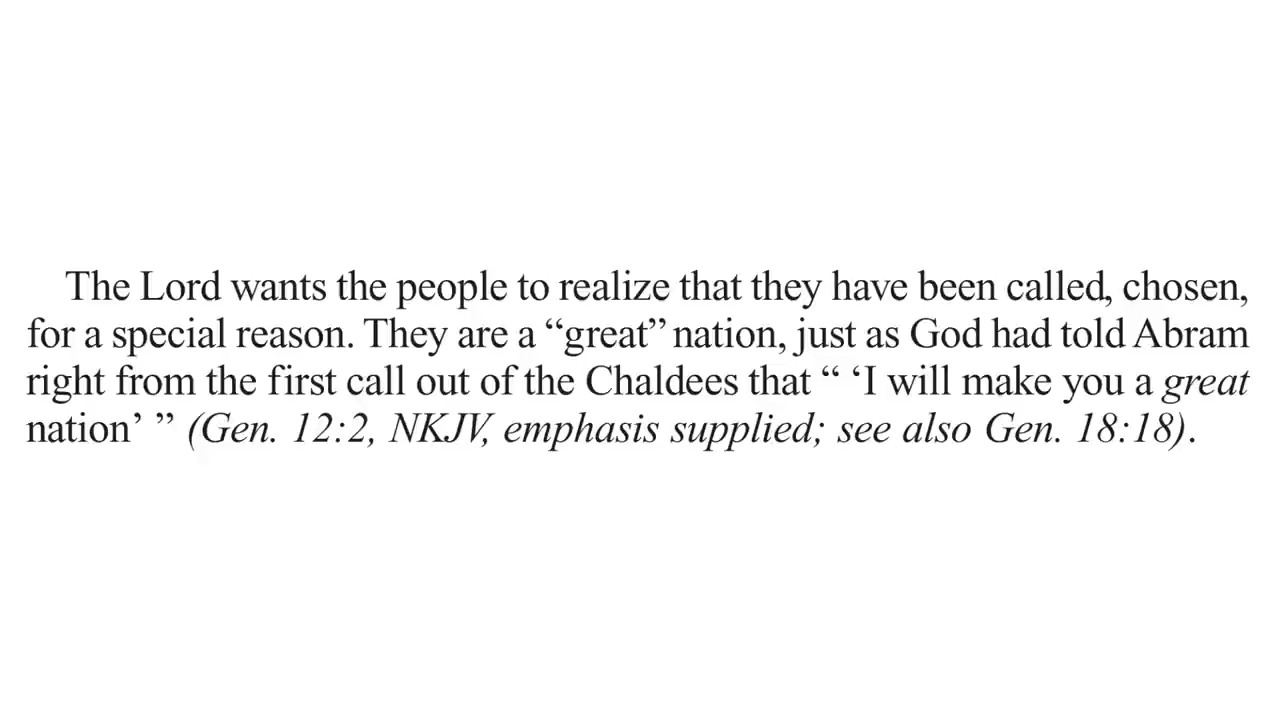 The Lord wants the people to realize that they have been called, chosen,
for a special reason. They are a “great” nation, just as God had told Abram
right from the first call out of the Chaldees that “ ‘I will make you a great
nation’ ” (Gen. 12:2, NKJV, emphasis supplied; see also Gen. 18:18).